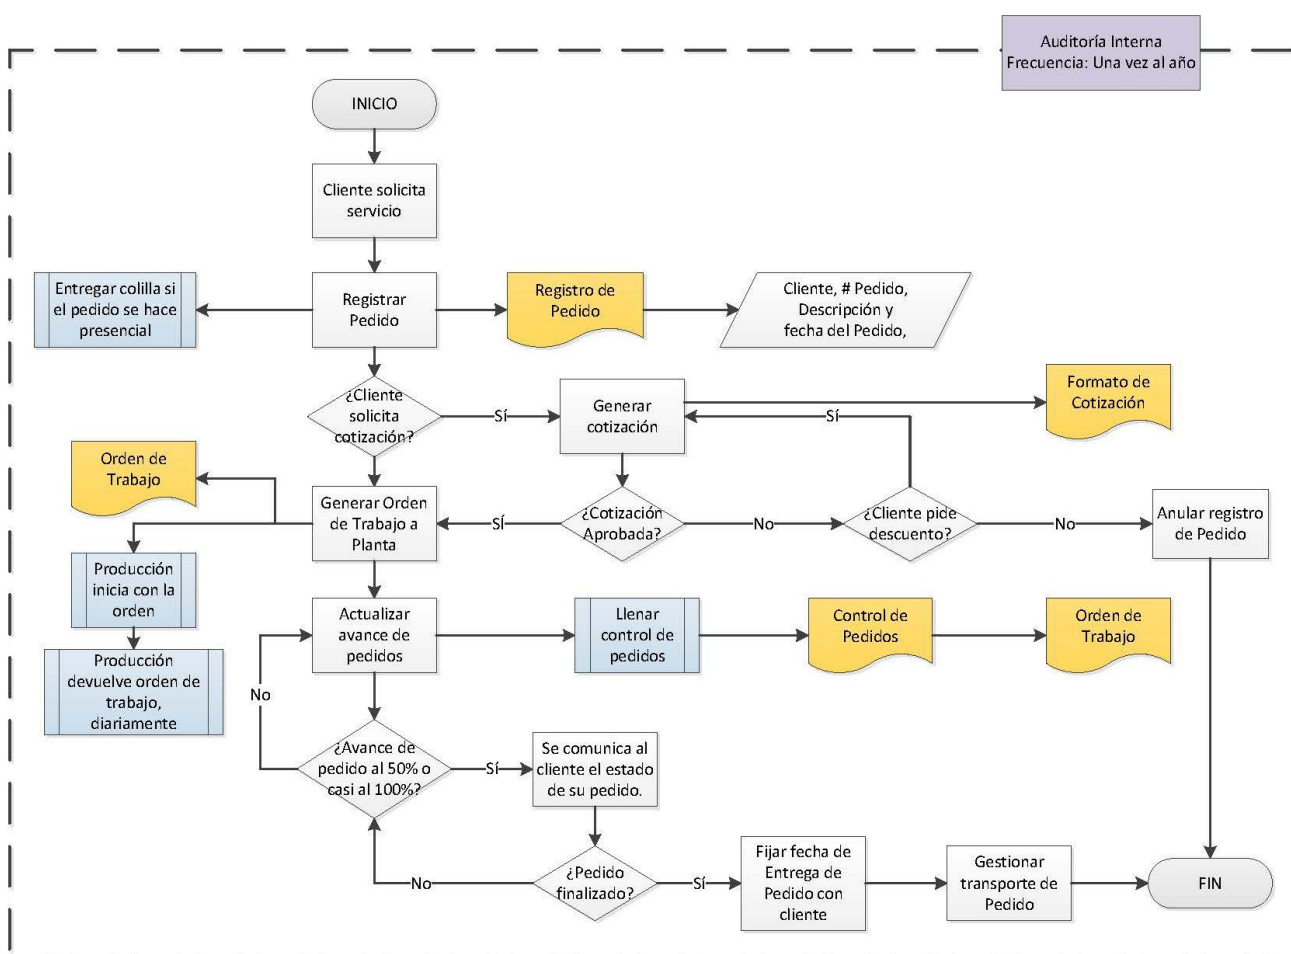 Auditoría Interna
Frecuencia: Una vez al año
INICIO
Cliente solicita
servicio
Entregar colilla si
el pedido se hace
presencial
Registrar
Pedido
Registro de
Pedido
Cliente, # Pedido,
Descripción y
fecha del Pedido,
¿Cliente
solicita
cotización?
Sí
Generar
cotización
Sí
Formato de
Cotización
Orden de
Trabajo
Generar Orden
de Trabajo a
Planta
Sí
¿Cotización
Aprobada?
No
¿Cliente pide
descuento?
No
Anular registro
de Pedido
Producción
inicia con la
orden
Actualizar
avance de
pedidos
Llenar
control de
pedidos
Control de
Pedidos
Orden de
Trabajo
Producción
devuelve orden de
trabajo,
diariamente
No
¿Avance de
pedido al 50% o
casi al 100%?
Sí
Se comunica al
cliente el estado
de su pedido.
No
¿Pedido
finalizado?
Sí
Fijar fecha de
Entrega de
Pedido con
cliente
Gestionar
transporte de
Pedido
FIN